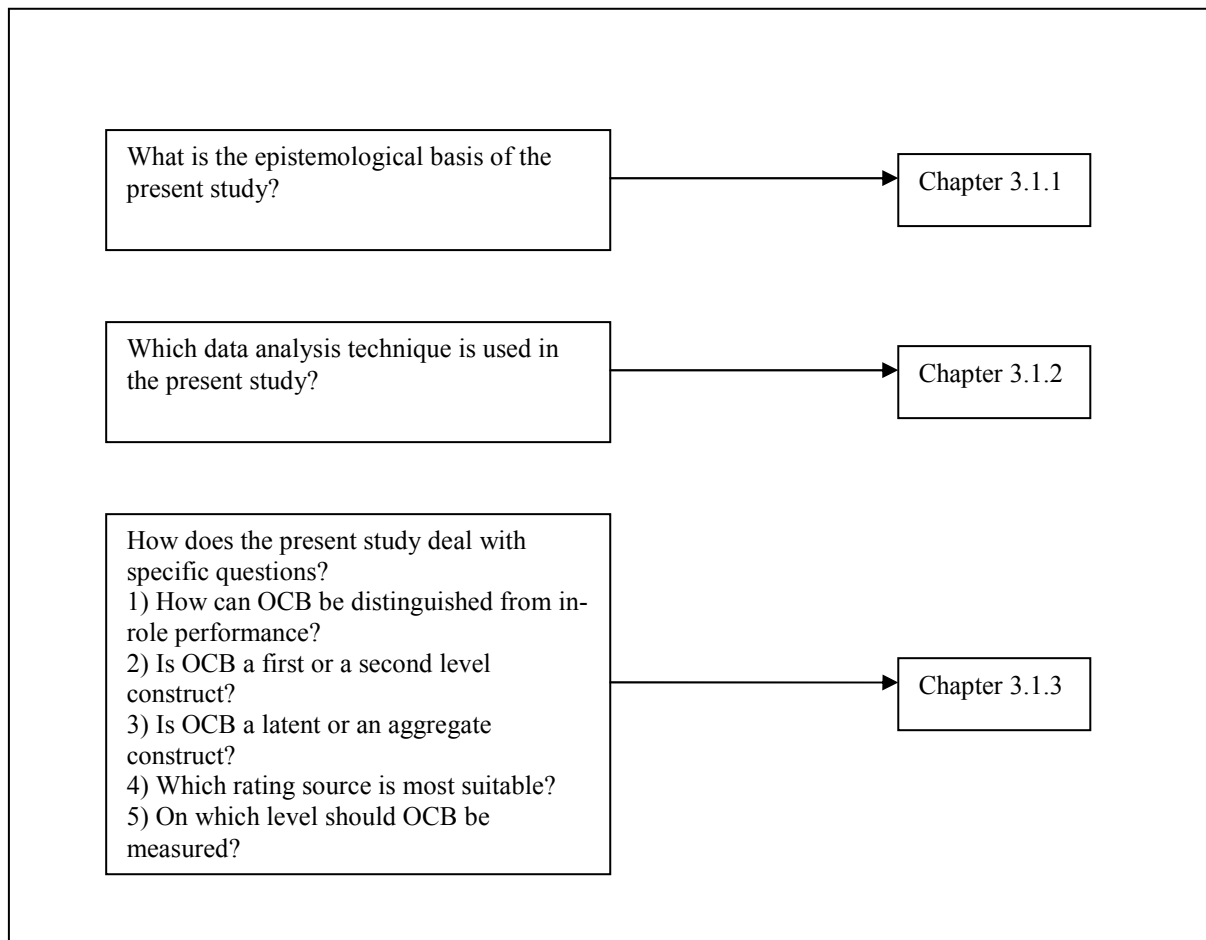 What is the epistemological basis of the
present study?
Chapter 3.1.1
Which data analysis technique is used in
the present study?
Chapter 3.1.2
How does the present study deal with
specific questions?
1) How can OCB be distinguished from in-
role performance?
2) Is OCB a first or a second level
construct?
3) Is OCB a latent or an aggregate
construct?
4) Which rating source is most suitable?
5) On which level should OCB be
measured?
Chapter 3.1.3